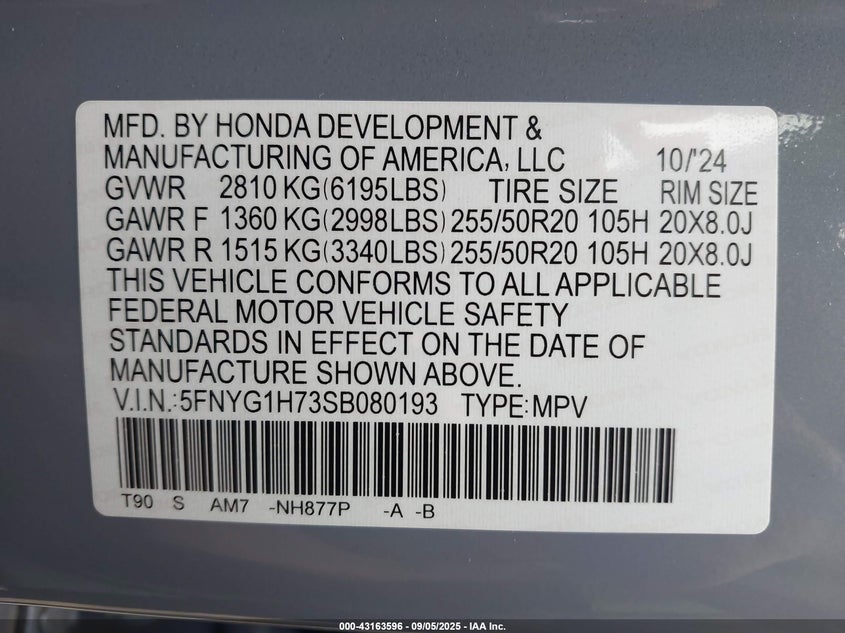 MFD. BY HONDA DEVELOPMENT &
MANUFACTURING OF AMERICA, LLC 10/'24
GVWR 2810 KG(6195LBS) TIRE SIZE RIM SIZE
GAWR F 1360 KG(2998LBS) 255/50R20 105H 20X8.0J
GAWR R 1515 KG(3340LBS) 255/50R20 105H 20X8.0J
THIS VEHICLE CONFORMS TO ALL APPLICABLE
FEDERAL MOTOR VEHICLE SAFETY
STANDARDS IN EFFECT ON THE DATE OF
MANUFACTURE SHOWN ABOVE.
V.I.N.:5FNYG1H73SB080193 TYPE:MPV
T90 S AM7 -NH877P -A -B
000-43163596 - 09/05/2025 - IAA Inc.